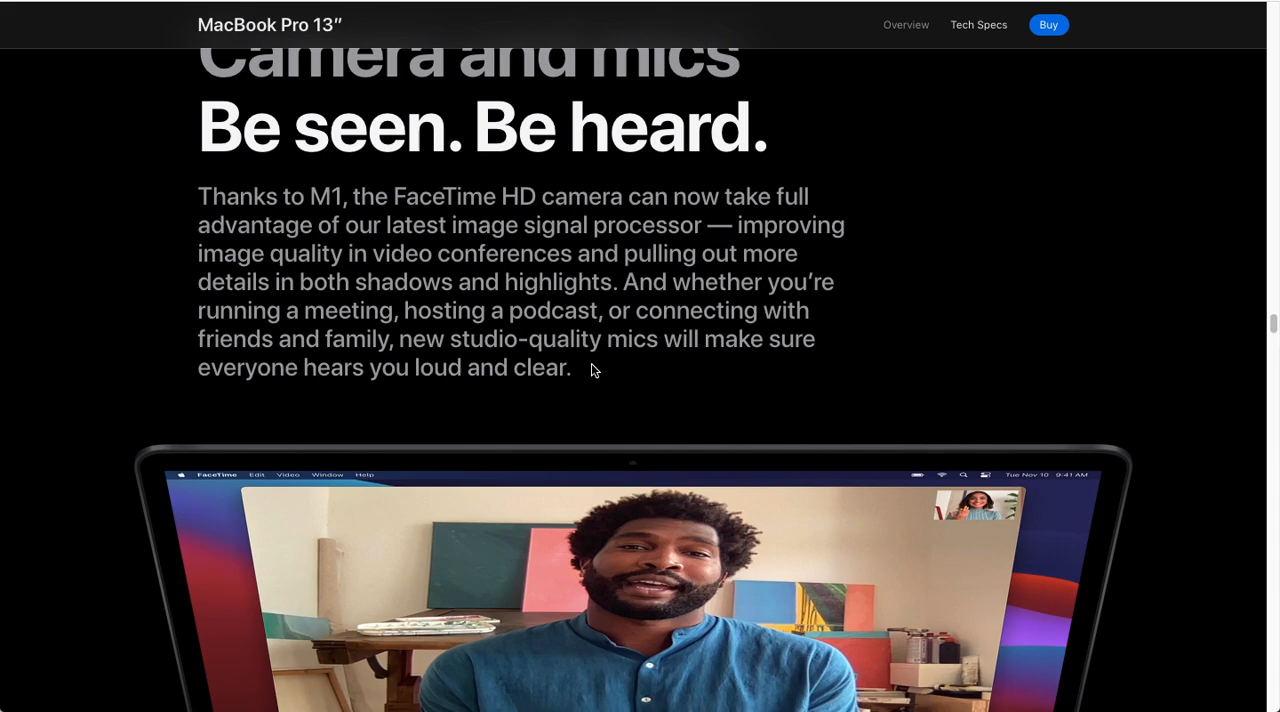 MacBook Pro 13″
Overview
Tech Specs
Buy
Camera and mics
Be seen. Be heard.
Thanks to M1, the FaceTime HD camera can now take full
advantage of our latest image signal processor — improving
image quality in video conferences and pulling out more
details in both shadows and highlights. And whether you’re
running a meeting, hosting a podcast, or connecting with
friends and family, new studio-quality mics will make sure
everyone hears you loud and clear.
FaceTime Edit Video Window Help
Tue Nov 10 9:41 AM